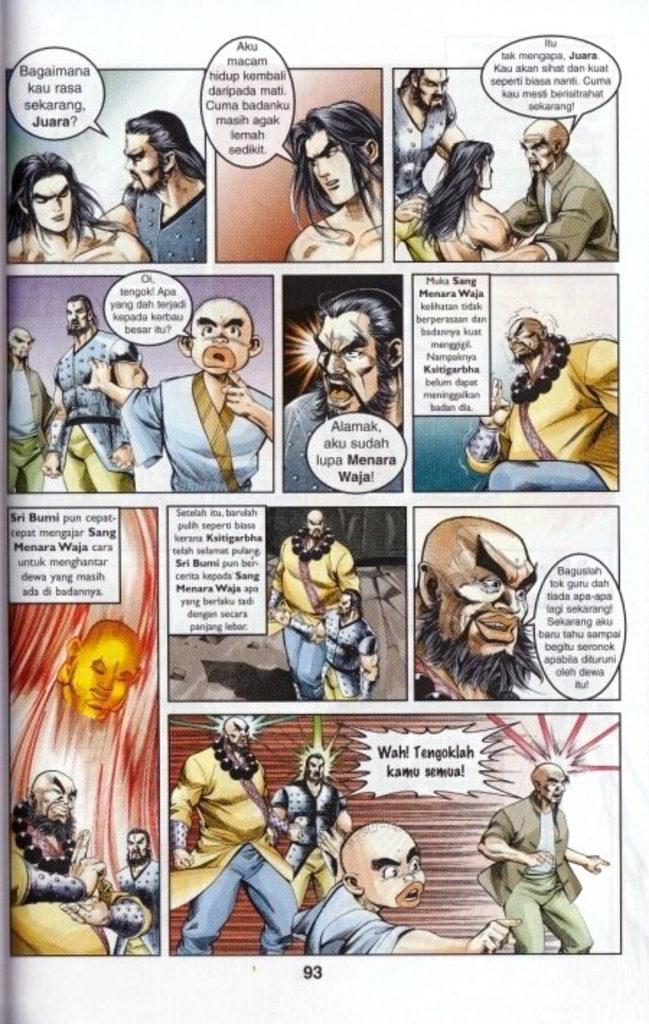 Bagaimana
kau rasa
sekarang,
Juara?
Aku
macam
hidup kembali
daripada mati.
Cuma badanku
masih agak
lemah
sedikit.
Itu
tak mengapa, Juara.
Kau akan sihat dan kuat
seperti biasa nanti. Cuma
kau mesti berisitrahat
sekarang!
Oi,
tengok! Apa
yang dah terjadi
kepada kepala
besar itu?
Alamak,
aku sudah
lupa Menara
Waja!
Muka Sang
Menara Waja
kelihatan tidak
berperasaan dan
badannya kuat
menggigil.
Nampaknya
Ksitigarbha
belum dapat
meninggalkan
badan dia.
Sri Bumi pun cepat-
cepat mengajar Sang
Menara Waja cara
untuk menghantar
dewa yang masih
ada di badannya.
Setelah itu, barulah
pulih seperti biasa
kerana Ksitigarbha
telah selamat pulang.
Sri Bumi pun ber-
cerita kepada Sang
Menara Waja apa
yang berlaku tadi
dengan secara
panjang lebar.
Baguslah
tok guru dah
tiada apa-apa
lagi sekarang!
Sekarang aku
baru tahu sampai
begitu seronok
apabila dituruni
oleh dewa
itu!
Wah! Tengoklah
kamu semua!
93